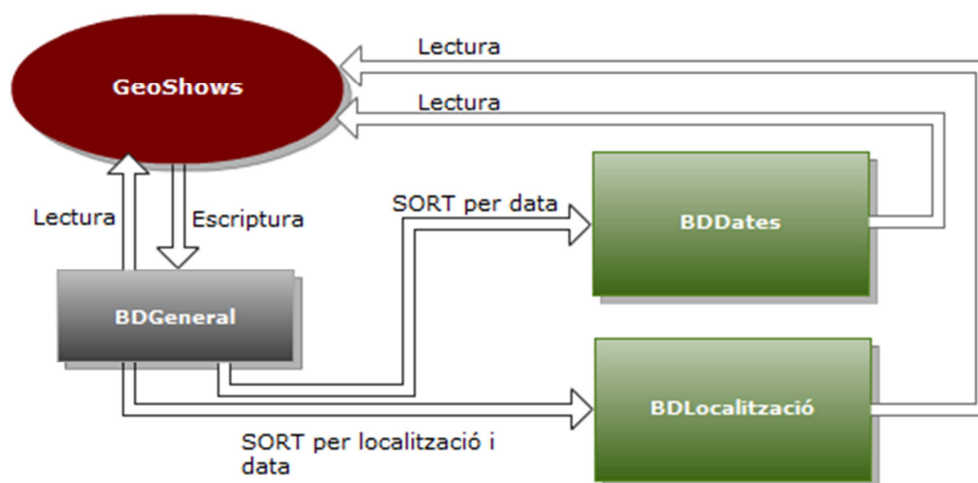 Lectura
GeoShows
Lectura
SORT per data
Lectura
Escriptura
BDDates
BDGeneral
BDLocalització
SORT per localització i
data